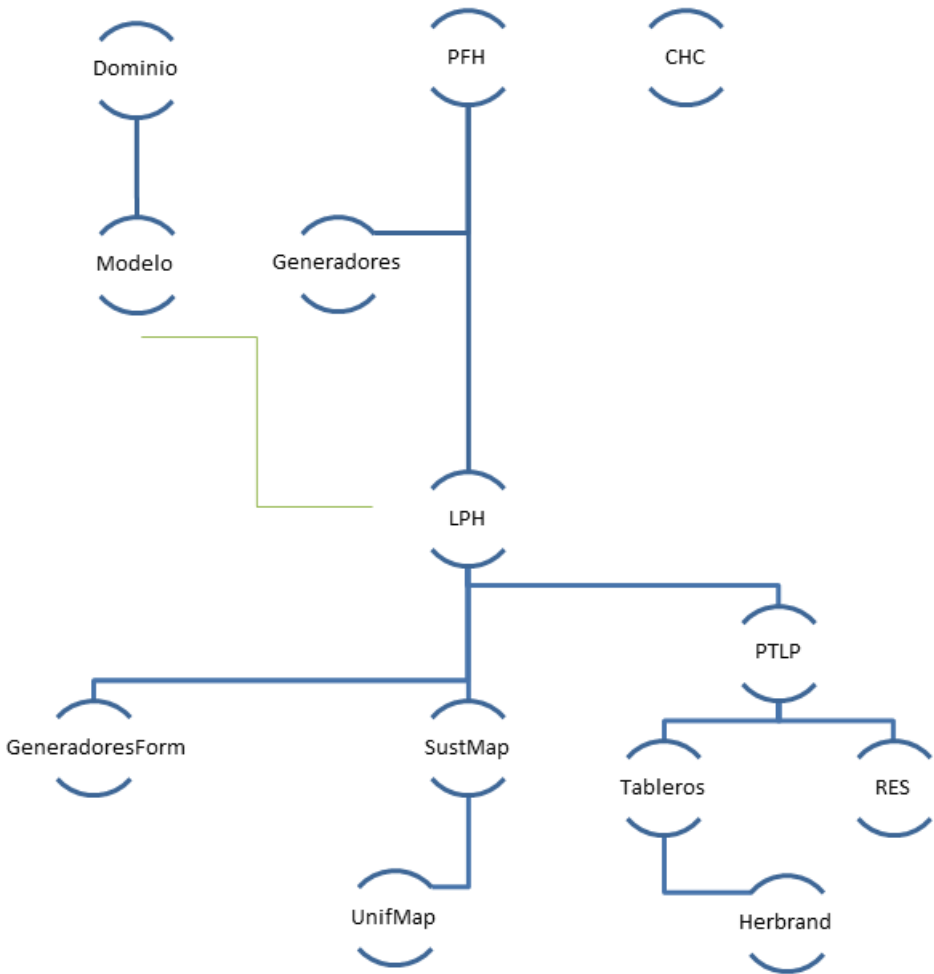 Dominio
PFH
CHC
Modelo
Generadores
LPH
PTLP
GeneradoresForm
SustMap
Tableros
RES
UnifMap
Herbrand